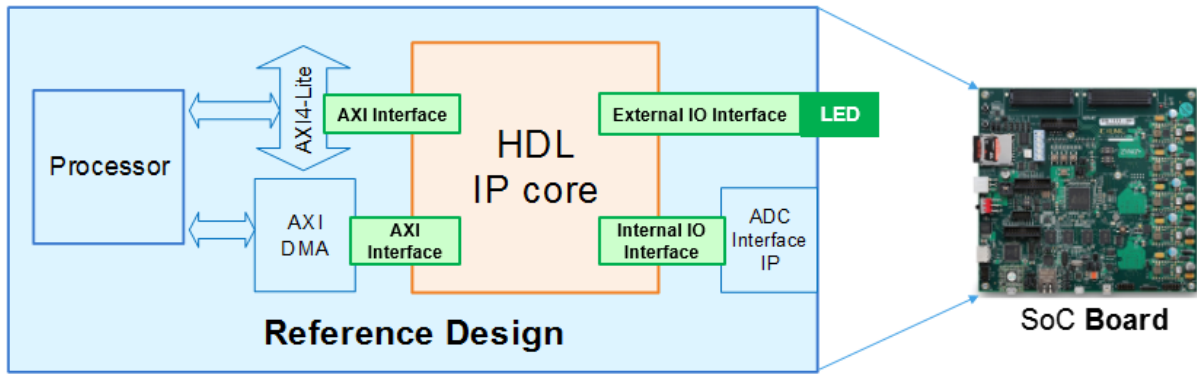 Processor
AXI4-Lite
AXI Interface
AXI
DMA
AXI
Interface
HDL
IP core
External IO Interface
LED
Internal IO
Interface
ADC
Interface
IP
Reference Design
SoC Board